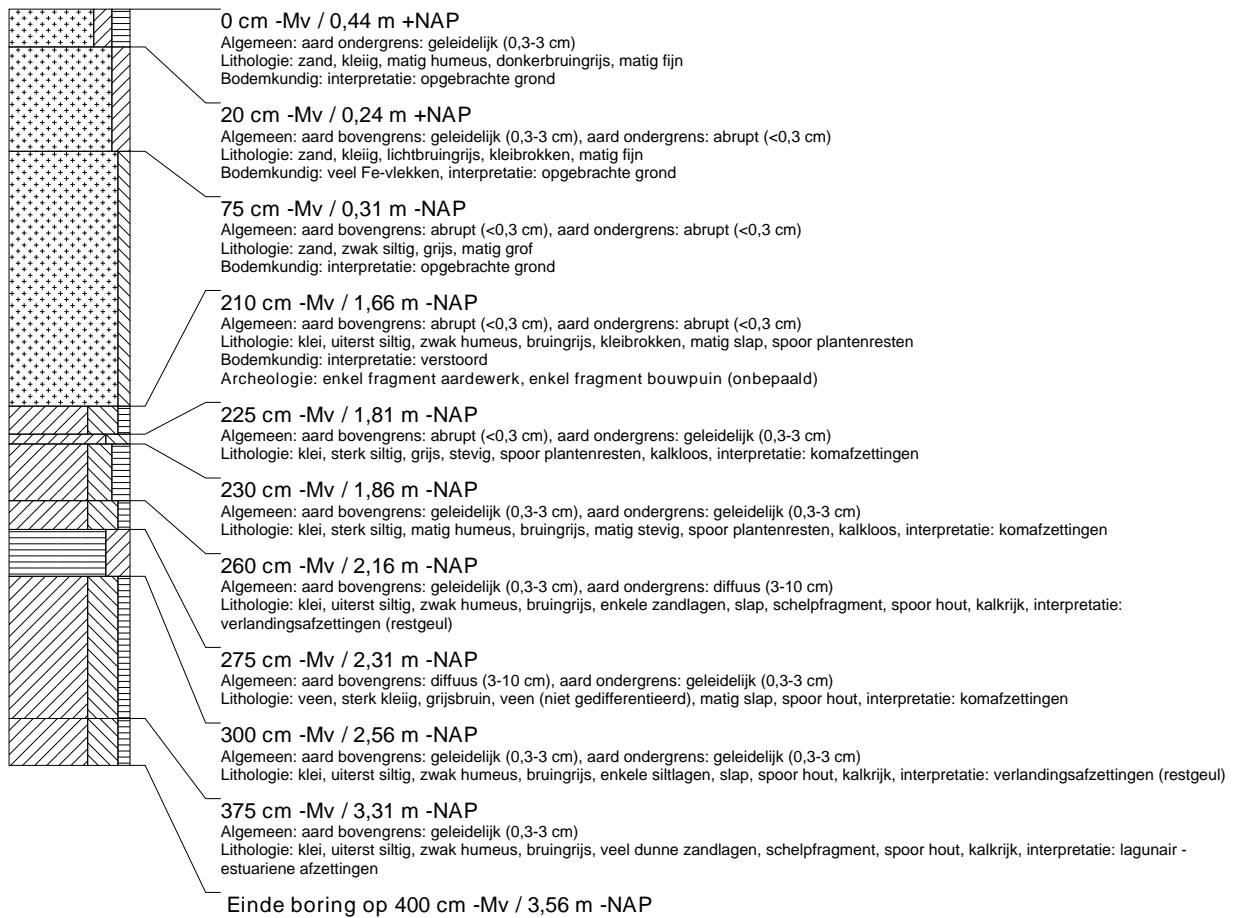 0 cm -Mv / 0,44 m +NAP
Algemeen: aard ondergrens: geleidelijk (0,3-3 cm)
Lithologie: zand, kleiig, matig humeus, donkerbruingrijs, matig fijn
Bodemkundig: interpretatie: opgebrachte grond
20 cm -Mv / 0,24 m +NAP
Algemeen: aard bovengrens: geleidelijk (0,3-3 cm), aard ondergrens: abrupt (<0,3 cm)
Lithologie: zand, kleiig, lichtbruingrijs, kleibrokken, matig fijn
Bodemkundig: veel Fe-vlekken, interpretatie: opgebrachte grond
75 cm -Mv / 0,31 m -NAP
Algemeen: aard bovengrens: abrupt (<0,3 cm), aard ondergrens: abrupt (<0,3 cm)
Lithologie: zand, zwak siltig, grijs, matig grof
Bodemkundig: interpretatie: opgebrachte grond
210 cm -Mv / 1,66 m -NAP
Algemeen: aard bovengrens: abrupt (<0,3 cm), aard ondergrens: abrupt (<0,3 cm)
Lithologie: klei, uiterst siltig, zwak humeus, bruingrijs, kleibrokken, matig slap, spoor plantenresten
Bodemkundig: interpretatie: verstoord
Archeologie: enkel fragment aardewerk, enkel fragment bouwpuin (onbepaald)
225 cm -Mv / 1,81 m -NAP
Algemeen: aard bovengrens: abrupt (<0,3 cm), aard ondergrens: geleidelijk (0,3-3 cm)
Lithologie: klei, sterk siltig, grijs, stevig, spoor plantenresten, kalkloos, interpretatie: komafzettingen
230 cm -Mv / 1,86 m -NAP
Algemeen: aard bovengrens: geleidelijk (0,3-3 cm), aard ondergrens: geleidelijk (0,3-3 cm)
Lithologie: klei, sterk siltig, matig humeus, bruingrijs, matig stevig, spoor plantenresten, kalkloos, interpretatie: komafzettingen
260 cm -Mv / 2,16 m -NAP
Algemeen: aard bovengrens: geleidelijk (0,3-3 cm), aard ondergrens: diffuus (3-10 cm)
Lithologie: klei, uiterst siltig, zwak humeus, bruingrijs, enkele zandlagen, slap, schelpfragment, spoor hout, kalkrijk, interpretatie:
verlandingsafzettingen (restgeul)
275 cm -Mv / 2,31 m -NAP
Algemeen: aard bovengrens: diffuus (3-10 cm), aard ondergrens: geleidelijk (0,3-3 cm)
Lithologie: veen, sterk kleiig, grijsbruin, veen (niet gedifferentieerd), matig slap, spoor hout, interpretatie: komafzettingen
300 cm -Mv / 2,56 m -NAP
Algemeen: aard bovengrens: geleidelijk (0,3-3 cm), aard ondergrens: geleidelijk (0,3-3 cm)
Lithologie: klei, uiterst siltig, zwak humeus, bruingrijs, enkele siltlagen, slap, spoor hout, kalkrijk, interpretatie: verlandingsafzettingen (restgeul)
375 cm -Mv / 3,31 m -NAP
Algemeen: aard bovengrens: geleidelijk (0,3-3 cm)
Lithologie: klei, uiterst siltig, zwak humeus, bruingrijs, veel dunne zandlagen, schelpfragment, spoor hout, kalkrijk, interpretatie: lagunair -
estuariene afzettingen
Einde boring op 400 cm -Mv / 3,56 m -NAP